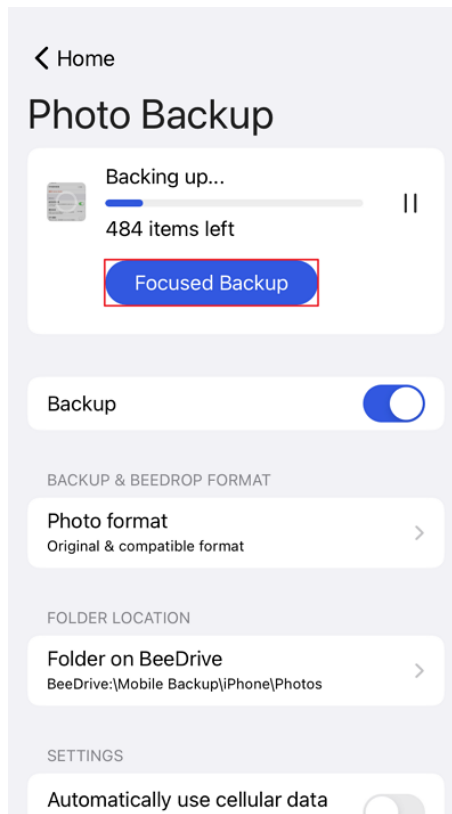 Home
Photo Backup
Backing up...
484 items left
Focused Backup
Backup
BACKUP & BEEDROP FORMAT
Photo format
Original & compatible format
FOLDER LOCATION
Folder on BeeDrive
BeeDrive:\Mobile Backup\iPhone\Photos
SETTINGS
Automatically use cellular data